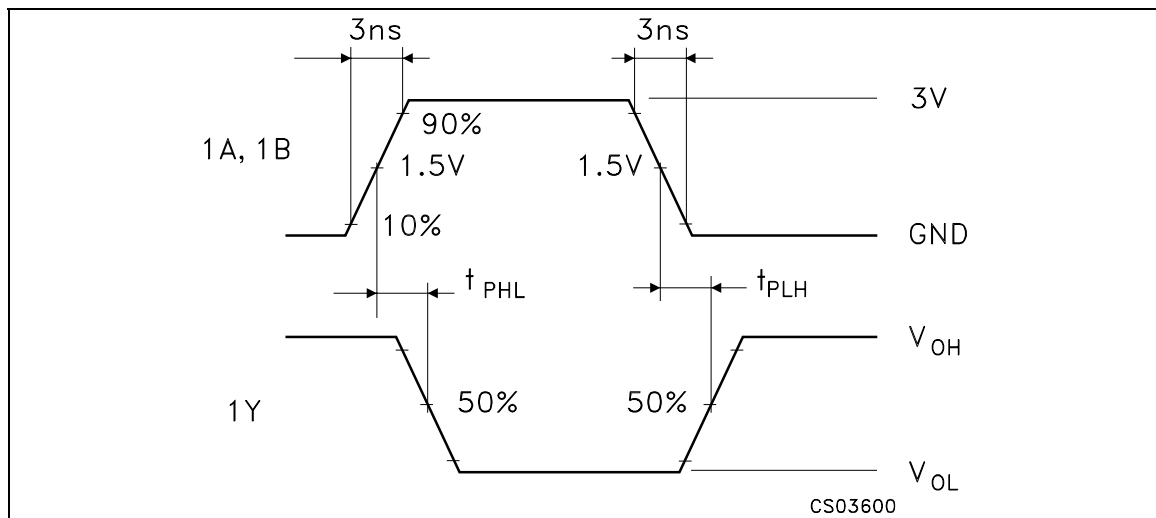 3ns 3ns
3V
90%
1A, 1B
1.5V 1.5V
10%
GND
t PHL tPLH
VOH
50% 50%
1Y
VOL
CS03600